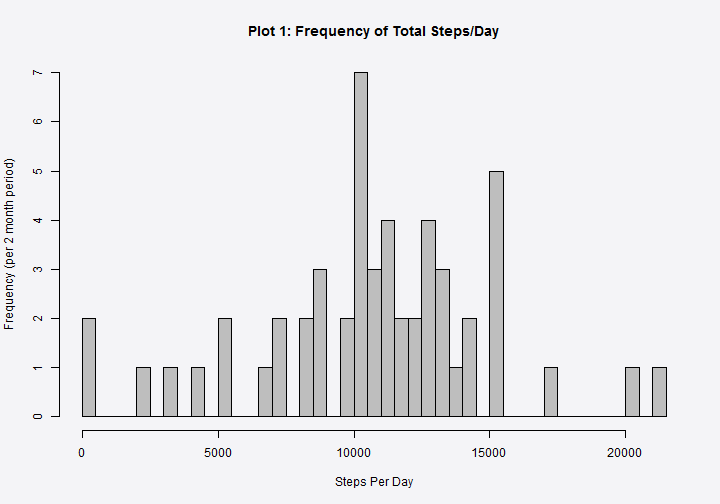 Plot 1: Frequency of Total Steps/Day
Frequency (per 2 month period)
7
6
5
4
3
2
1
0
0 5000 10000 15000 20000
Steps Per Day